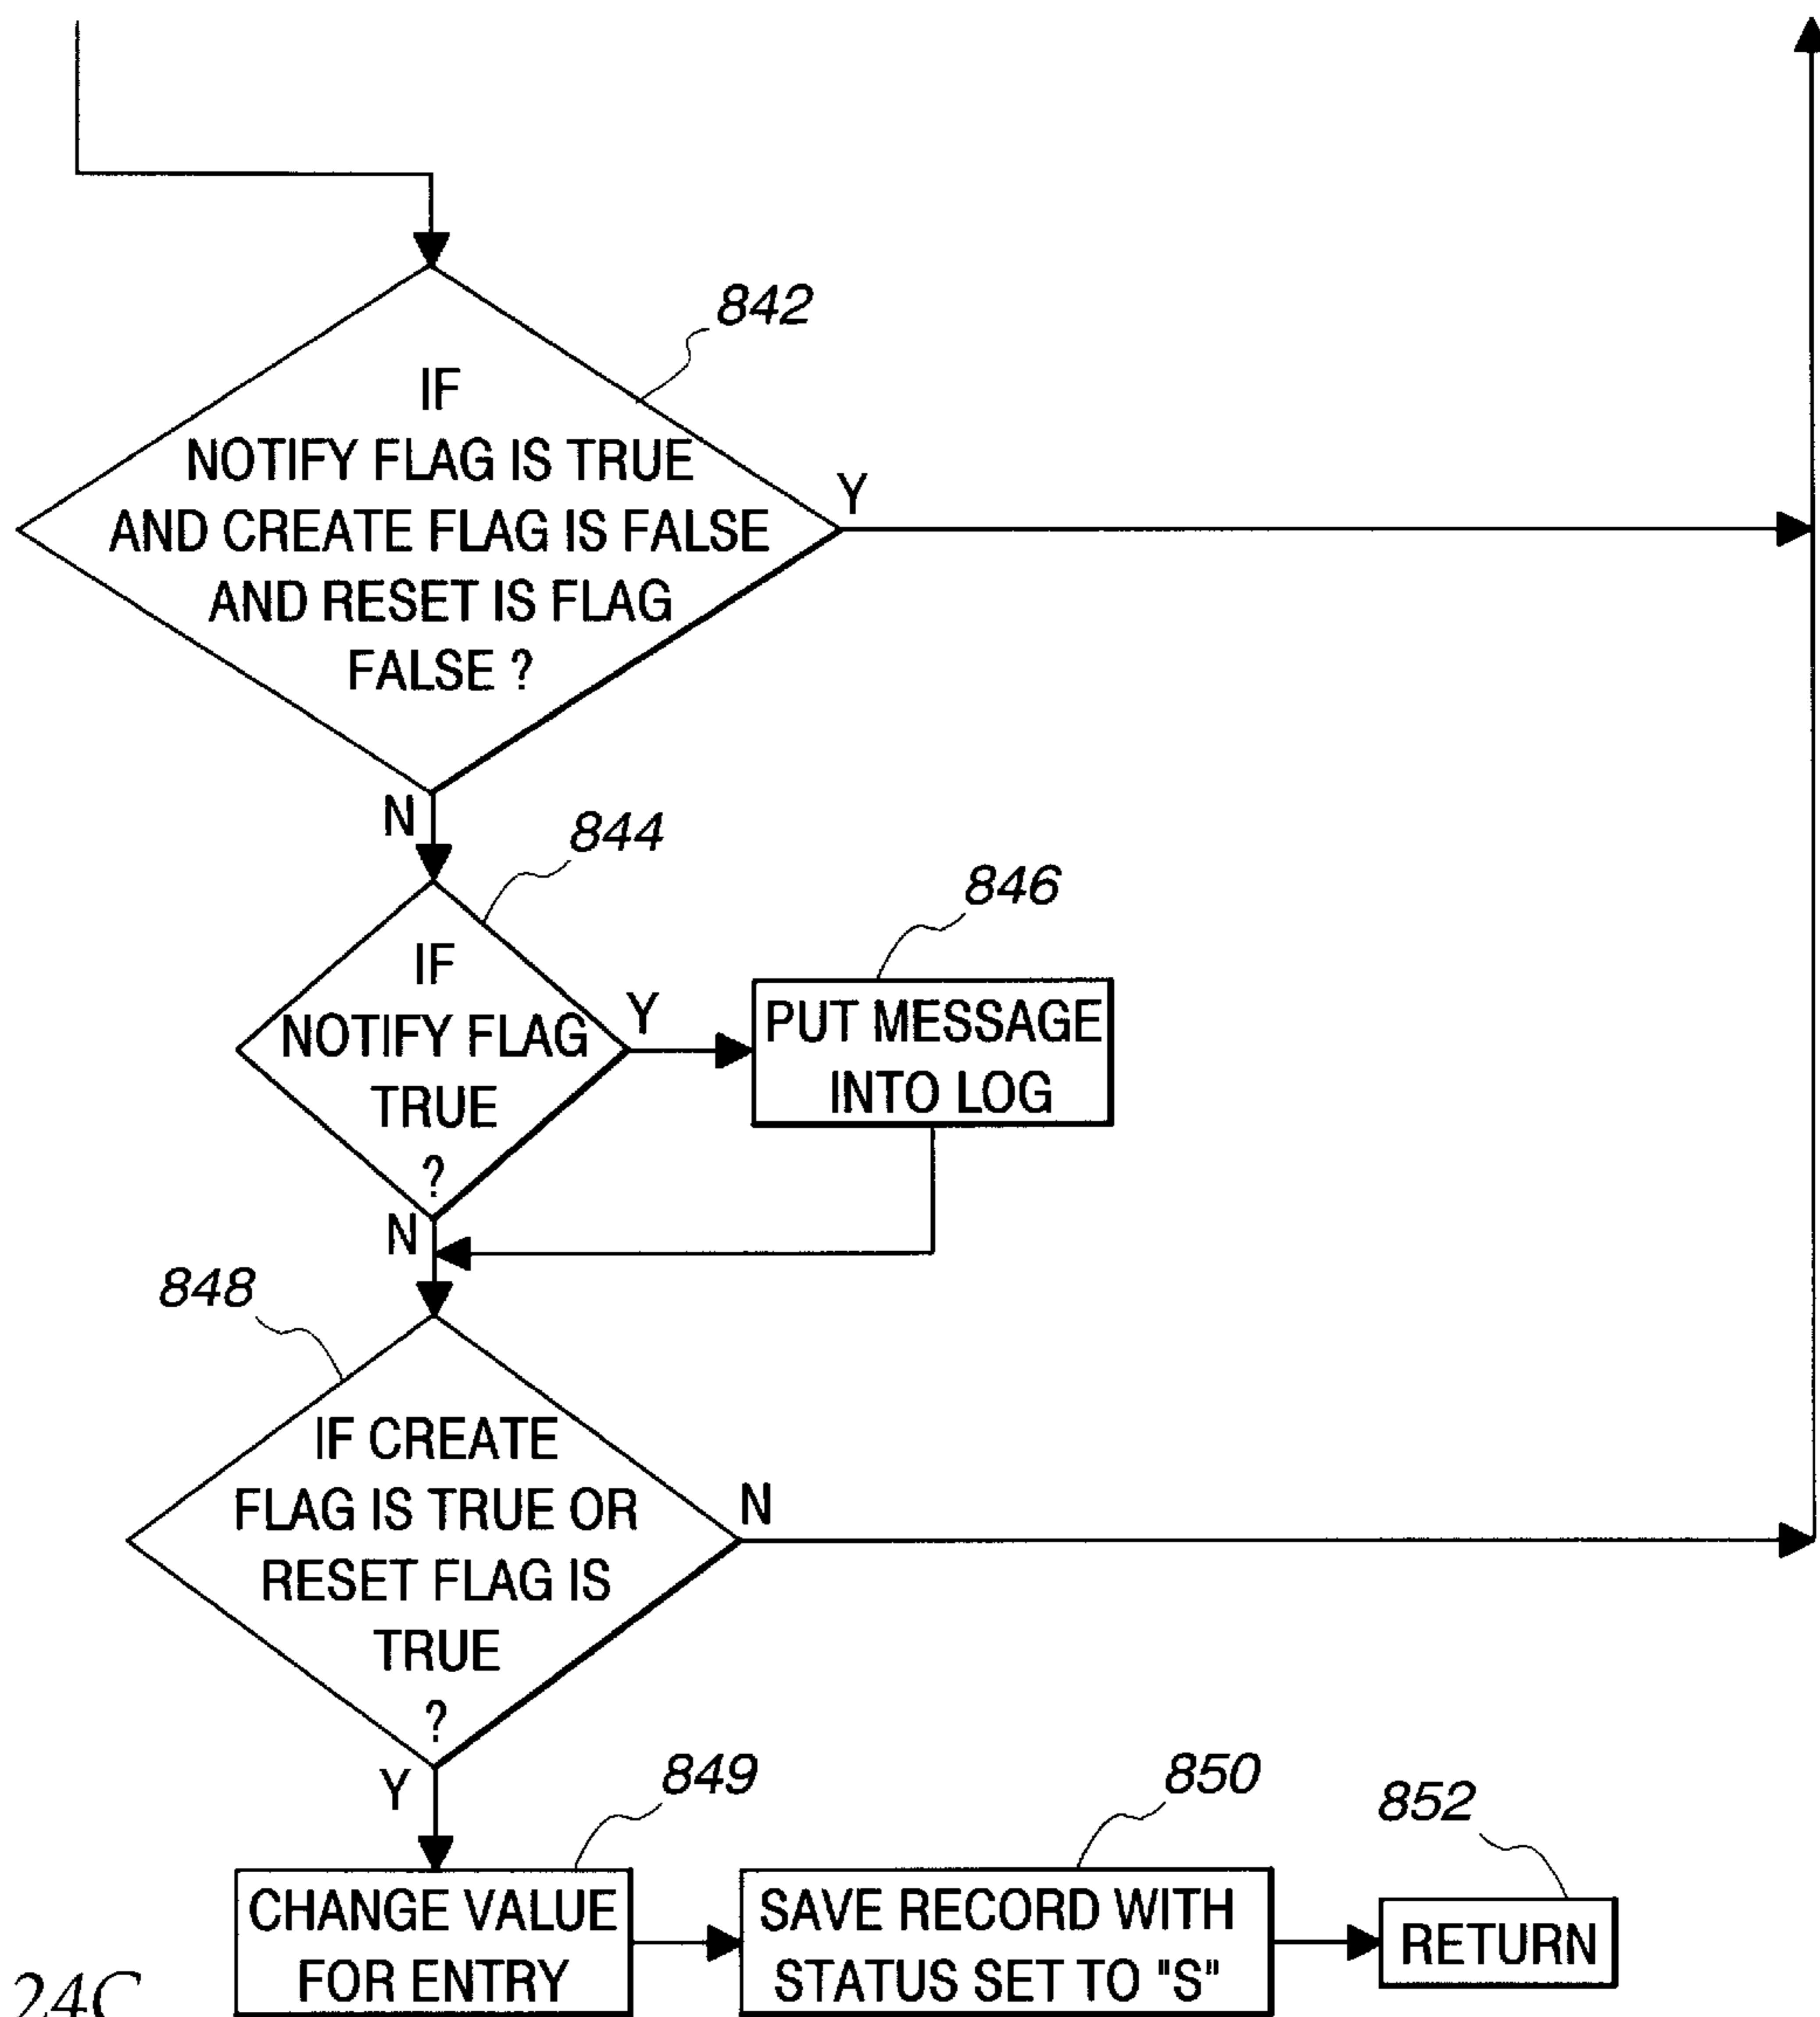 842
IF
NOTIFY FLAG IS TRUE
AND CREATE FLAG IS FALSE
AND RESET IS FLAG
FALSE ?
Y
N
844
IF
NOTIFY FLAG
TRUE
?
Y
846
PUT MESSAGE
INTO LOG
N
848
IF CREATE
FLAG IS TRUE OR
RESET FLAG IS
TRUE
?
N
Y
849
CHANGE VALUE
FOR ENTRY
850
SAVE RECORD WITH
STATUS SET TO "S"
852
RETURN
24C